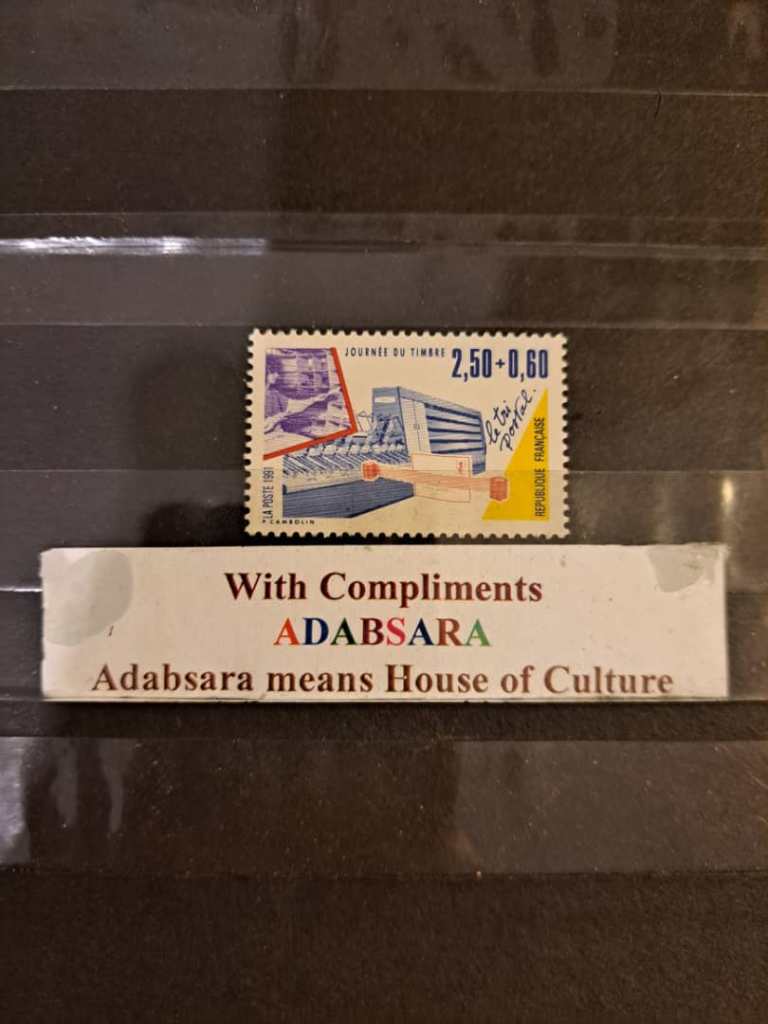 JOURNÉE DU TIMBRE
2,50+0,60
le tri postal.
RÉPUBLIQUE FRANÇAISE
LA POSTE 1991
P. CAMBOLIN
With Compliments
ADABSARA
Adabsara means House of Culture